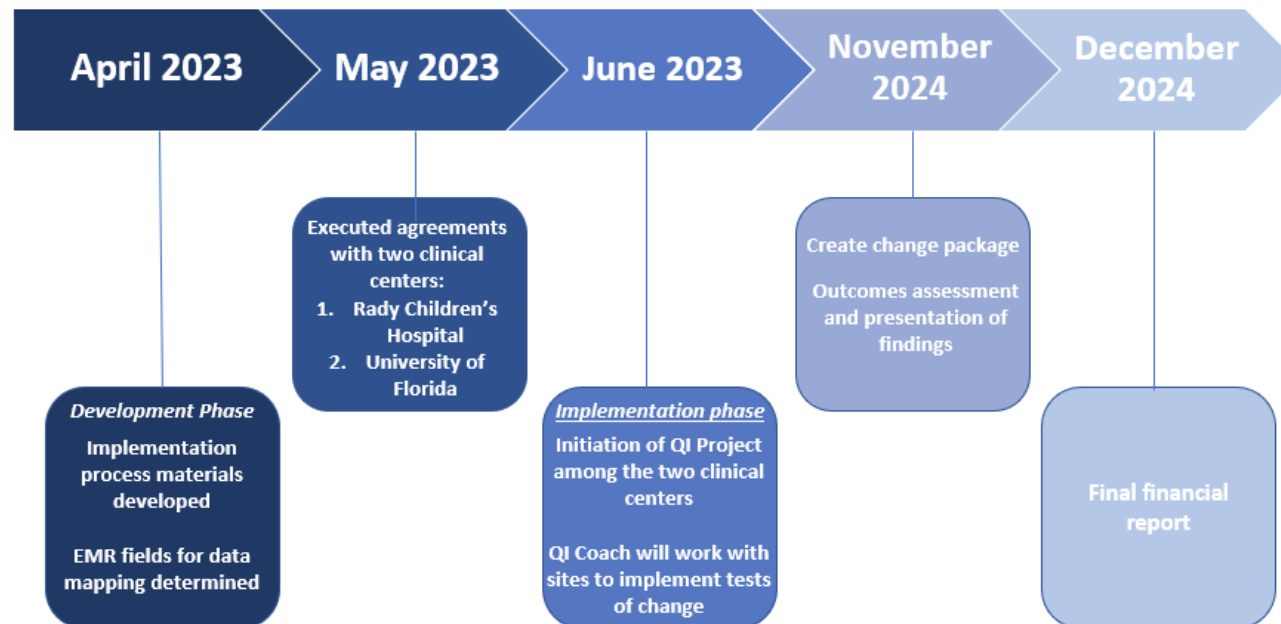 April 2023
May 2023
June 2023
November
2024
December
2024
Executed agreements
with two clinical
centers:
1. Rady Children's
Hospital
2. University of
Florida
Create change package
Outcomes assessment
and presentation of
findings
Development Phase
Implementation
process materials
developed
EMR fields for data
mapping determined
Implementation phase
Initiation of QI Project
among the two clinical
centers
QI Coach will work with
sites to implement tests
of change
Final financial
report